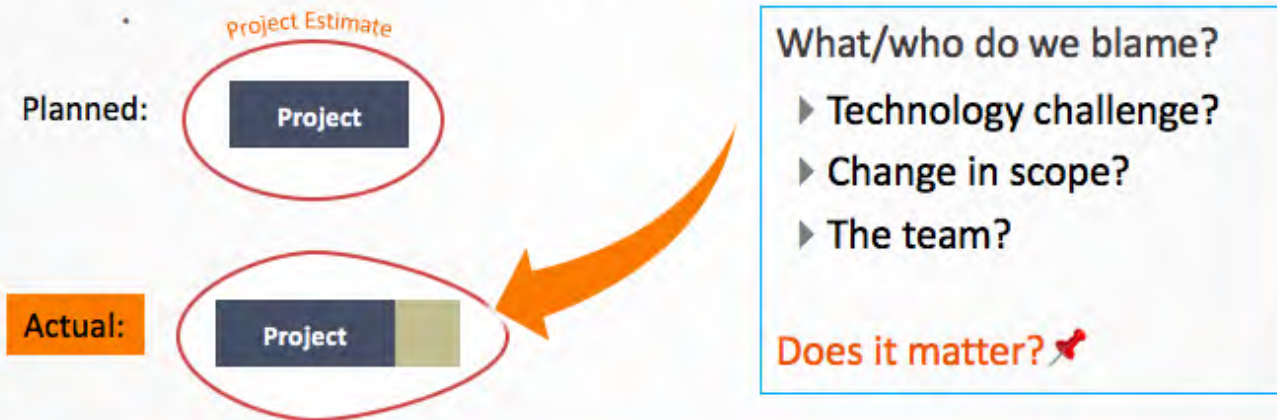 Project Estimate
Planned:
Project
Actual:
Project
What/who do we blame?
Technology challenge?
Change in scope?
The team?
Does it matter?